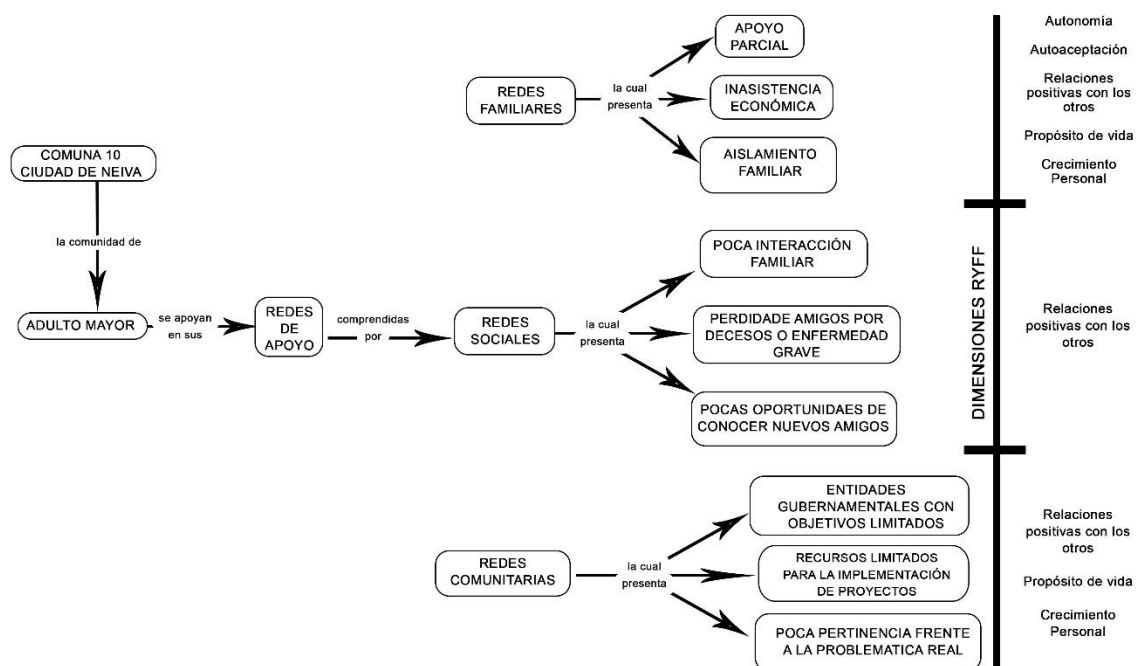 COMUNA 10
CIUDAD DE NEIVA
la comunidad de
ADULTO MAYOR
se apoyan
en sus
REDES
DE
APOYO
comprendidas
por
REDES
FAMILIARES
la cual
presenta
APOYO
PARCIAL
INASISTENCIA
ECONÓMICA
AISLAMIENTO
FAMILIAR
REDES
SOCIALES
la cual
presenta
POCA INTERACCIÓN
FAMILIAR
PERDIDADE AMIGOS POR
DECESOS O ENFERMEDAD
GRAVE
POCAS OPORTUNIDAES DE
CONOCER NUEVOS AMIGOS
REDES
COMUNITARIAS
la cual
presenta
ENTIDADES
GUBERNAMENTALES CON
OBJETIVOS LIMITADOS
RECURSOS LIMITADOS
PARA LA IMPLEMENTACIÓN
DE PROYECTOS
POCA PERTINENCIA FRENTE
A LA PROBLEMATICA REAL
DIMENSIONES RYFF
Autonomía
Autoaceptación
Relaciones
positivas con los
otros
Propósito de vida
Crecimiento
Personal
Relaciones
positivas con los
otros
Relaciones
positivas con los
otros
Propósito de vida
Crecimiento
Personal